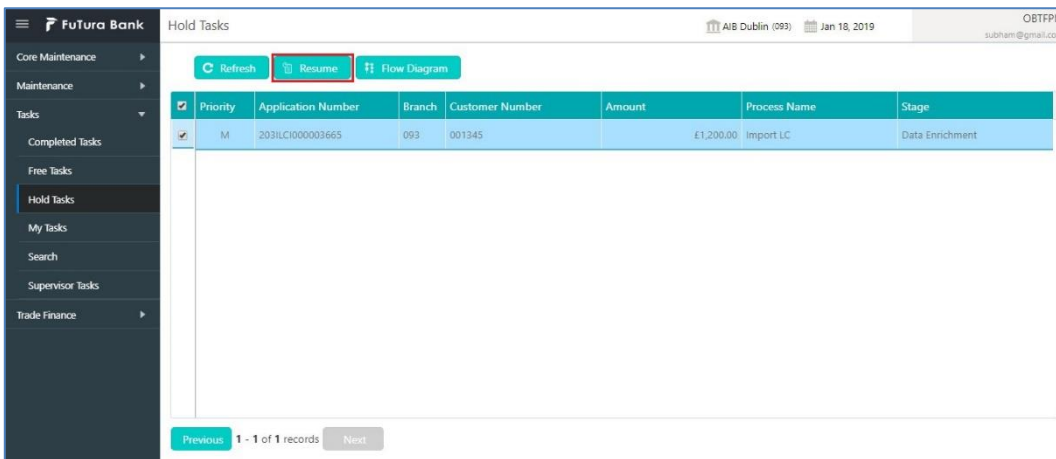 FuTura Bank
Hold Tasks
AIB Dublin (093)
Jan 18, 2019
subham@gmail.co
Core Maintenance
Maintenance
Tasks
Completed Tasks
Free Tasks
Hold Tasks
My Tasks
Search
Supervisor Tasks
Trade Finance
Refresh Resume Flow Diagram
Priority Application Number Branch Customer Number Amount Process Name Stage
M 203ILCI000003665 093 001345 £1,200.00 Import LC Data Enrichment
Previous 1 - 1 of 1 records Next